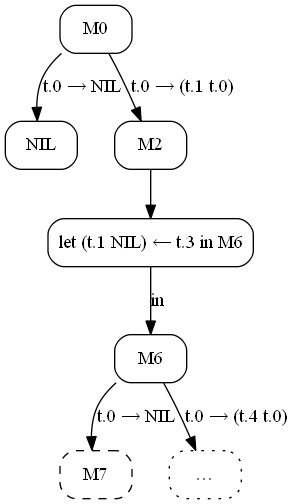 M0
t.0 → NIL
t.0 → (t.1 t.0)
NIL
M2
let (t.1 NIL) ← t.3 in M6
in
M6
t.0 → NIL
t.0 → (t.4 t.0)
M7
...